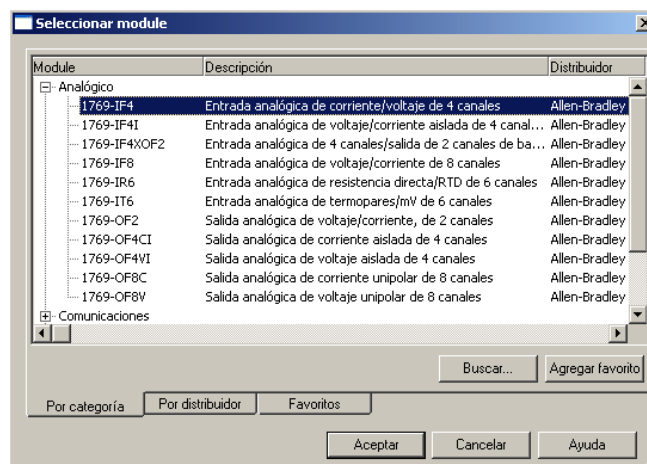 Seleccionar module
Module Descripción Distribuidor
Analógico
1769-IF4 Entrada analógica de corriente/voltaje de 4 canales Allen-Bradley
1769-IF4I Entrada analógica de voltaje/corriente aislada de 4 canal... Allen-Bradley
1769-IF4XOF2 Entrada analógica de 4 canales/salida de 2 canales de ba... Allen-Bradley
1769-IF8 Entrada analógica de voltaje/corriente de 8 canales Allen-Bradley
1769-IR6 Entrada analógica de resistencia directa/RTD de 6 canales Allen-Bradley
1769-IT6 Entrada analógica de termopares/mV de 6 canales Allen-Bradley
1769-OF2 Salida analógica de voltaje/corriente, de 2 canales Allen-Bradley
1769-OF4CI Salida analógica de corriente aislada de 4 canales Allen-Bradley
1769-OF4VI Salida analógica de voltaje aislada de 4 canales Allen-Bradley
1769-OF8C Salida analógica de corriente unipolar de 8 canales Allen-Bradley
1769-OF8V Salida analógica de voltaje unipolar de 8 canales Allen-Bradley
Comunicaciones
Buscar... Agregar favorito
Por categoría Por distribuidor Favoritos
Aceptar Cancelar Ayuda